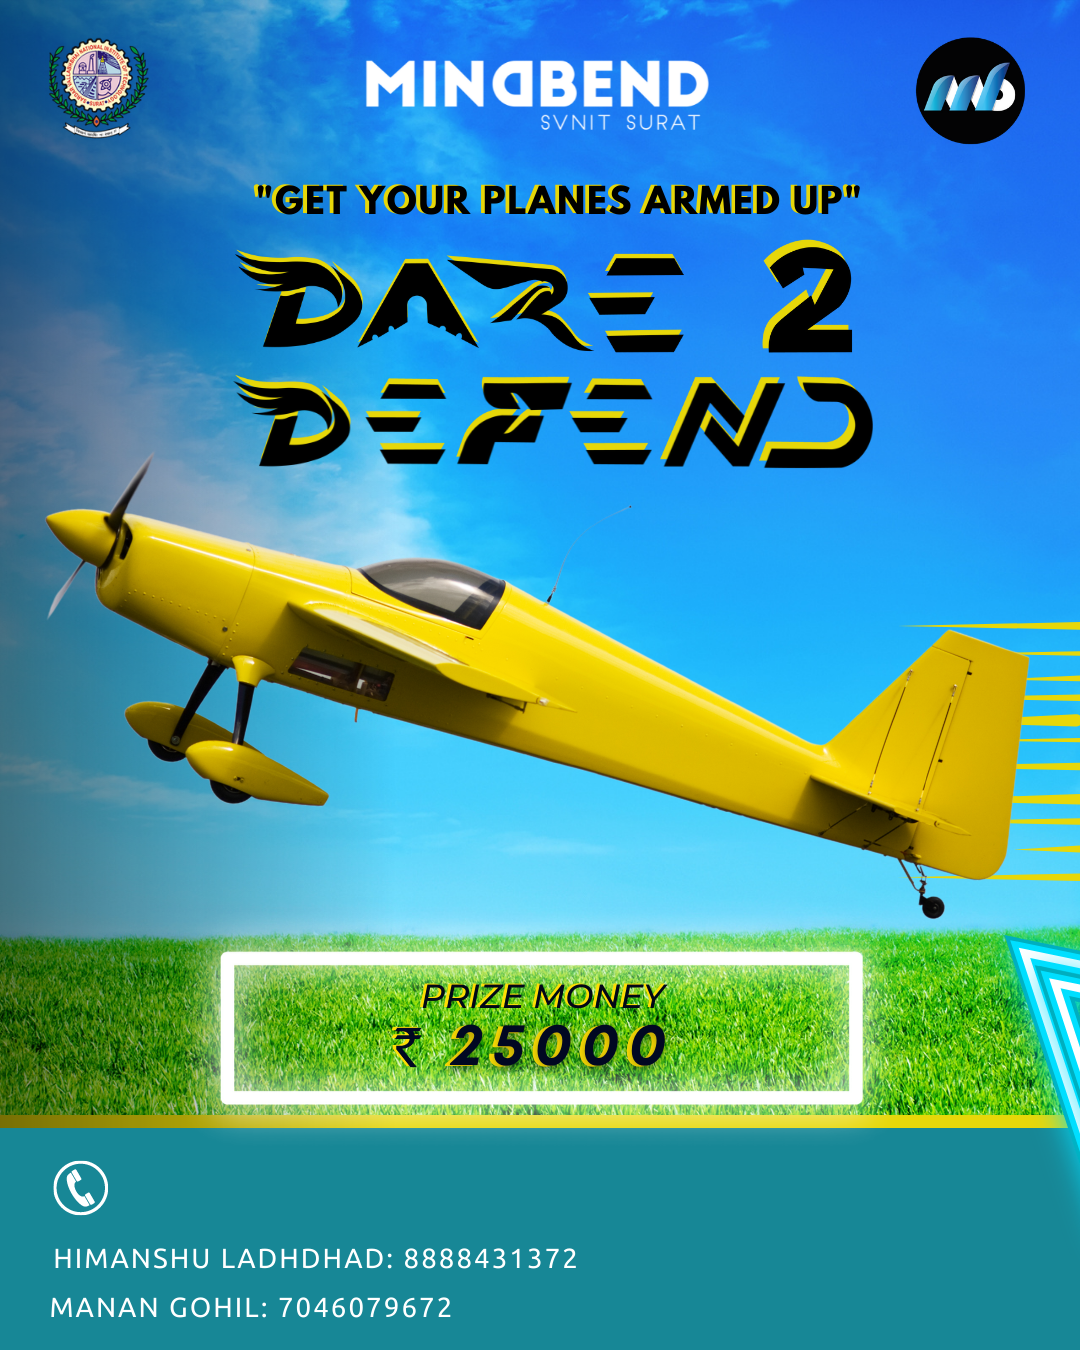 MINDBEND
SVNIT SURAT
"GET YOUR PLANES ARMED UP"
DARE 2
DEFEND
PRIZE MONEY
₹ 25000
HIMANSHU LADHDHAD: 8888431372
MANAN GOHIL: 7046079672